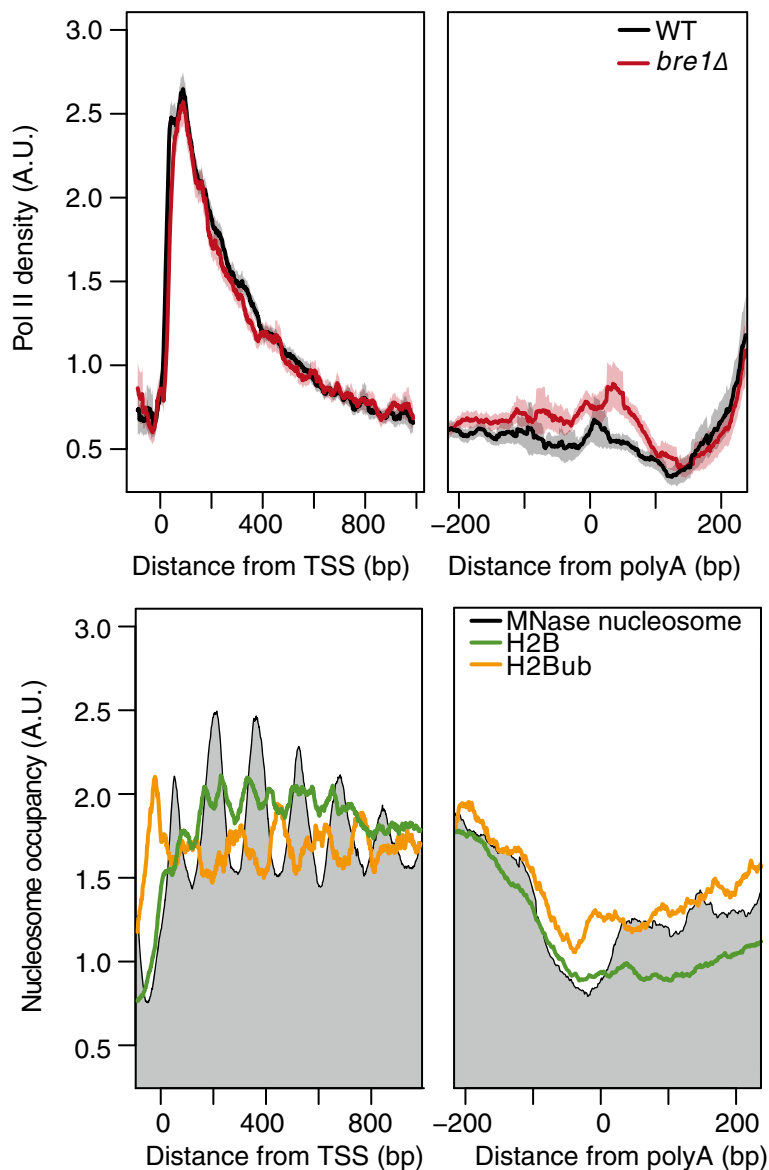 3.0
2.5
2.0
1.5
1.0
0.5
Pol II density (A.U.)
WT
bre1Δ
0 400 800
−200 0 200
Distance from TSS (bp)
Distance from polyA (bp)
3.0
2.5
2.0
1.5
1.0
0.5
Nucleosome occupancy (A.U.)
MNase nucleosome
H2B
H2Bub
0 400 800
−200 0 200
Distance from TSS (bp)
Distance from polyA (bp)